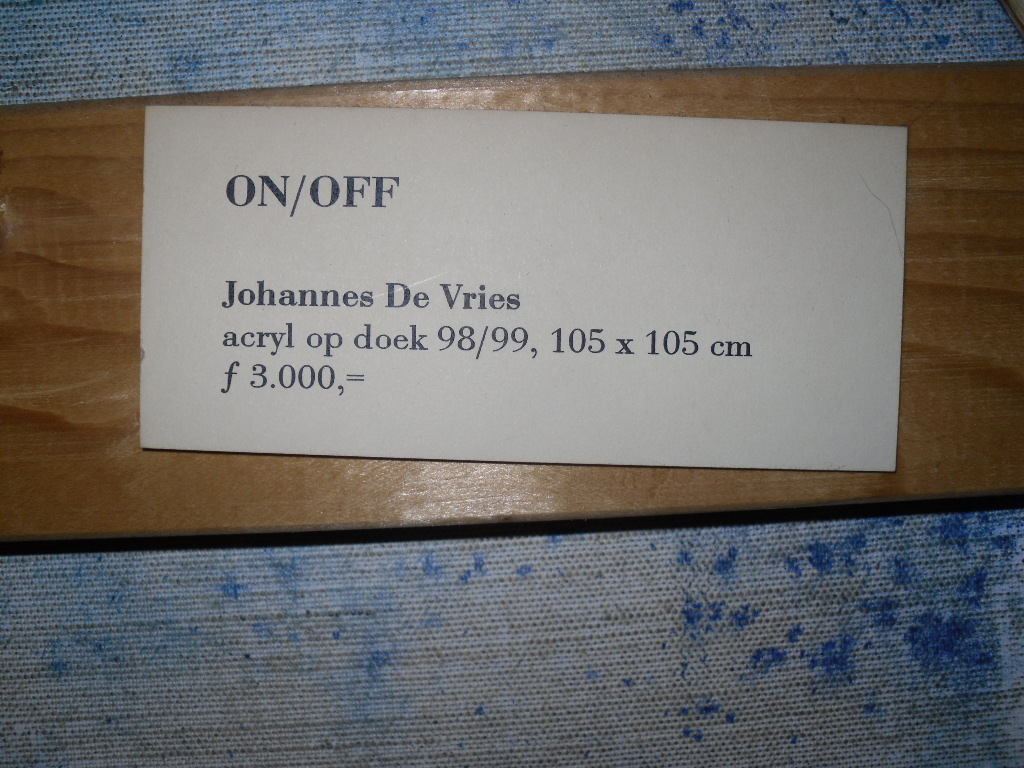 ON/OFF
Johannes De Vries
acryl op doek 98/99, 105 x 105 cm
ƒ 3.000,=